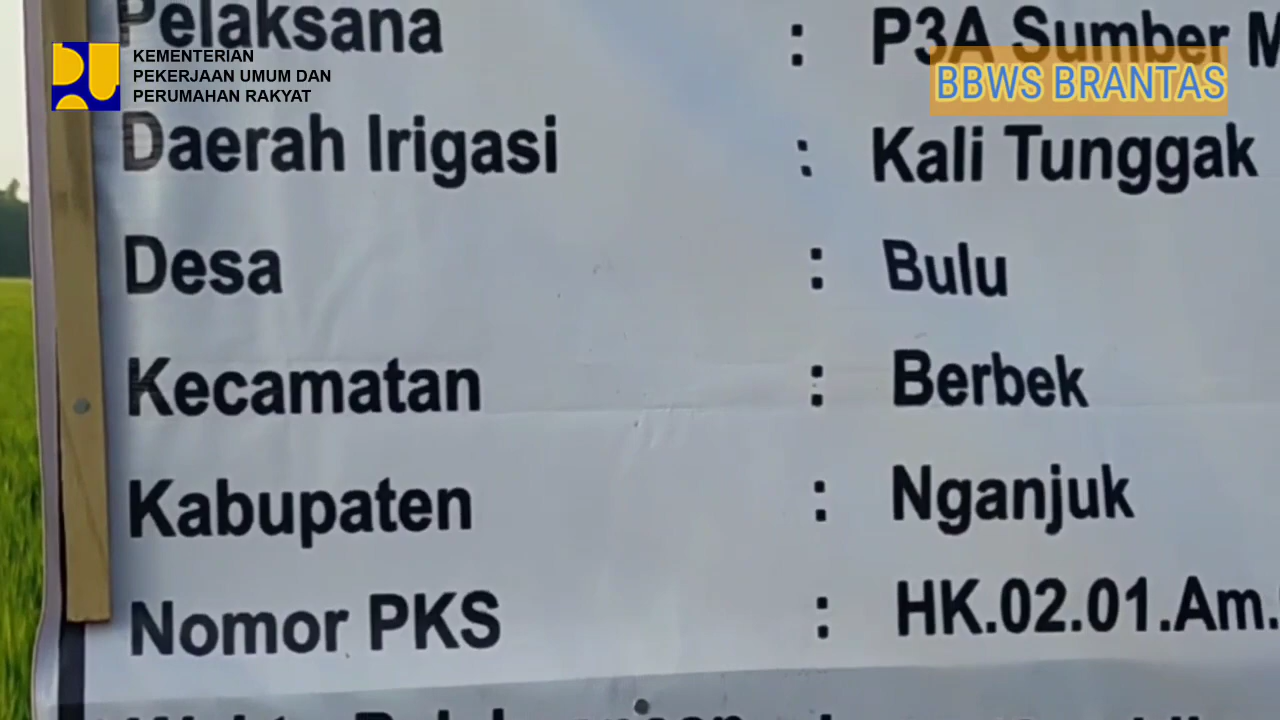 Pelaksana : P3A Sumber
KEMENTERIAN
PEKERJAAN UMUM DAN
PERUMAHAN RAKYAT
BBWS BRANTAS
Daerah Irigasi : Kali Tunggak
Desa : Bulu
Kecamatan : Berbek
Kabupaten : Nganjuk
Nomor PKS : HK.02.01.Am.